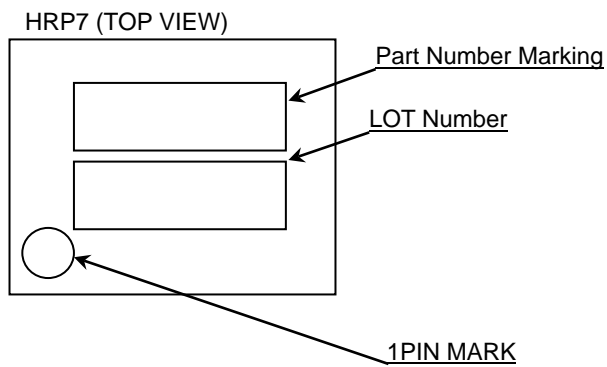 HRP7 (TOP VIEW)
Part Number Marking
LOT Number
1PIN MARK